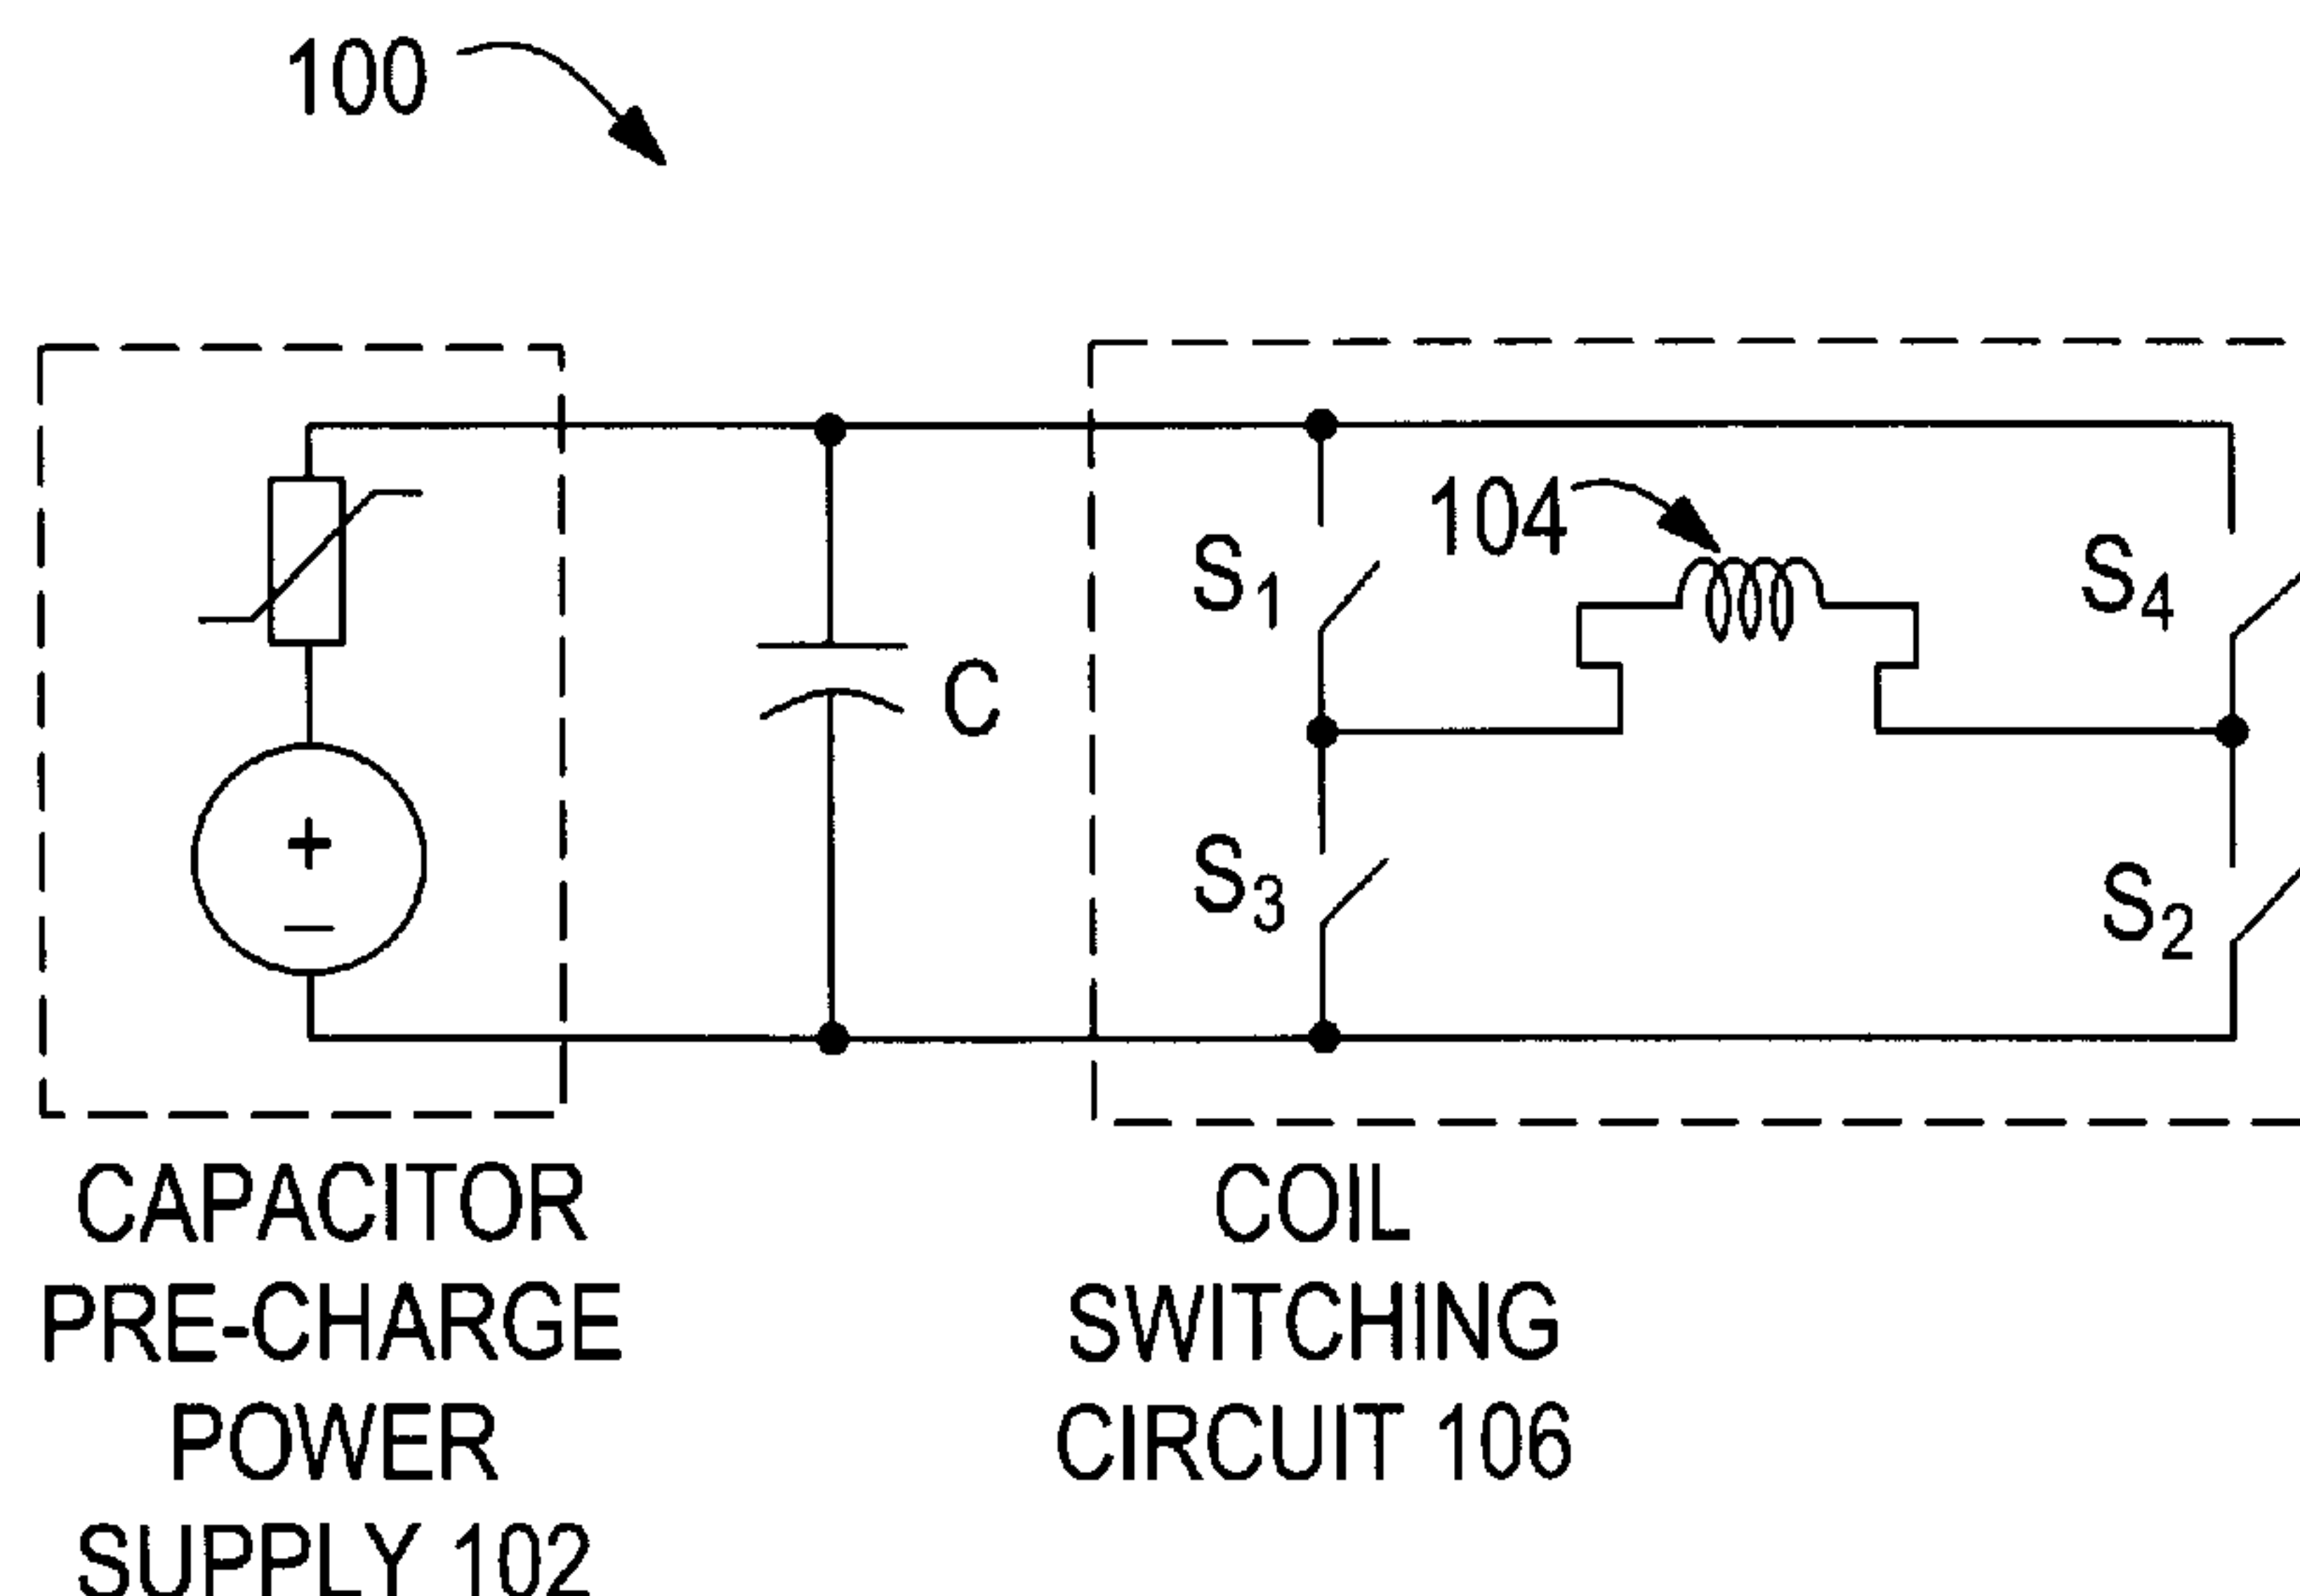 100
104
S1
S4
C
S3
S2
+
−
CAPACITOR
PRE-CHARGE
POWER
SUPPLY 102
COIL
SWITCHING
CIRCUIT 106